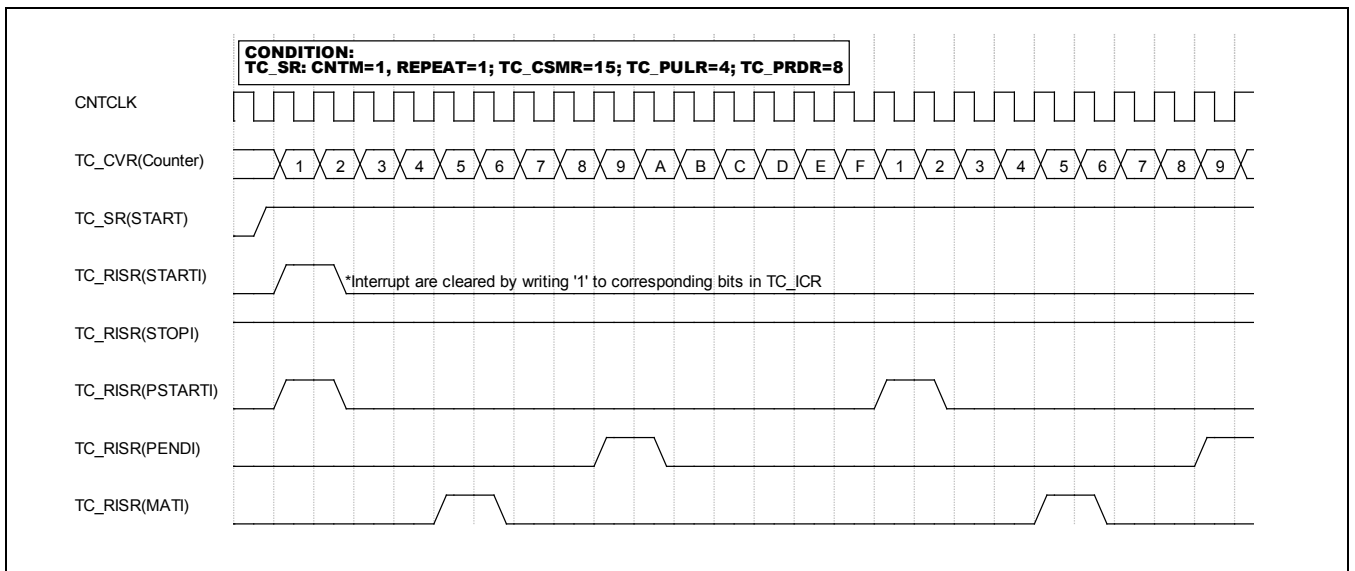 CONDITION:
TC_SR: CNTM=1, REPEAT=1; TC_CSMR=15; TC_PULR=4; TC_PRDR=8
CNTCLK
TC_CVR(Counter) 1 2 3 4 5 6 7 8 9 A B C D E F 1 2 3 4 5 6 7 8 9
TC_SR(START)
TC_RISR(STARTI) *Interrupt are cleared by writing '1' to corresponding bits in TC_ICR
TC_RISR(STOPI)
TC_RISR(PSTARTI)
TC_RISR(PENDI)
TC_RISR(MATI)